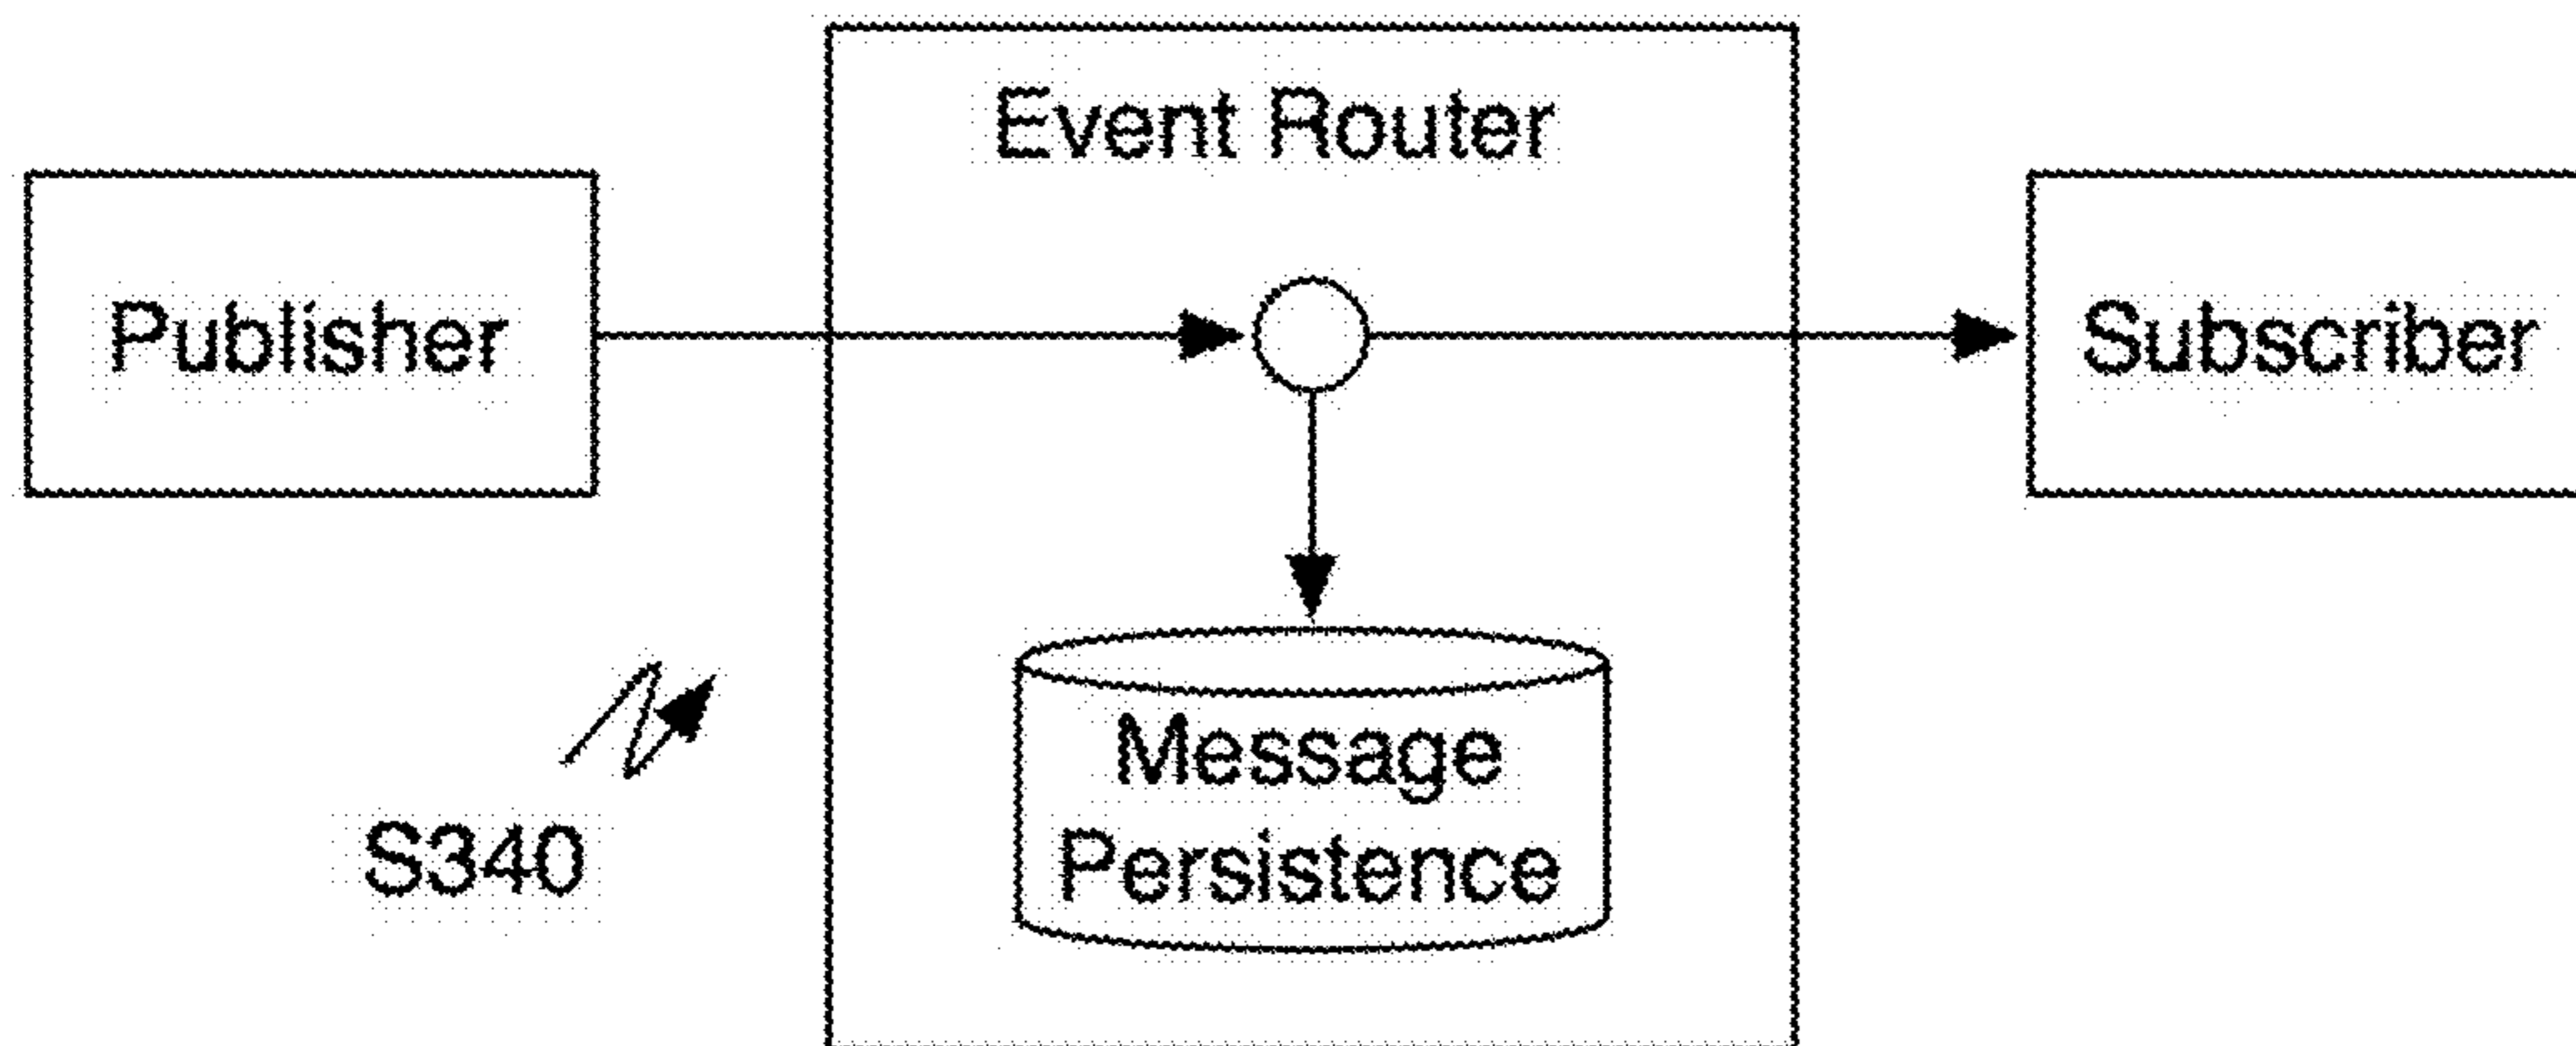 Event Router
Publisher
Subscriber
Message
Persistence
S340